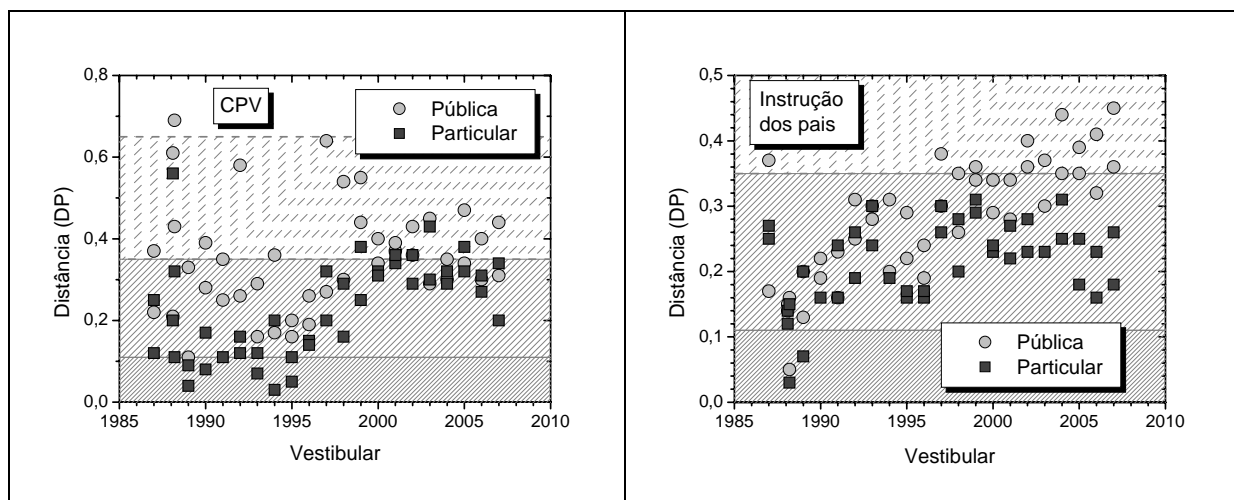 0,8
0,6
0,4
0,2
0,0
Distância (DP)
CPV
Pública
Particular
1985 1990 1995 2000 2005 2010
Vestibular
0,5
0,4
0,3
0,2
0,1
0,0
Distância (DP)
Instrução
dos pais
Pública
Particular
1985 1990 1995 2000 2005 2010
Vestibular